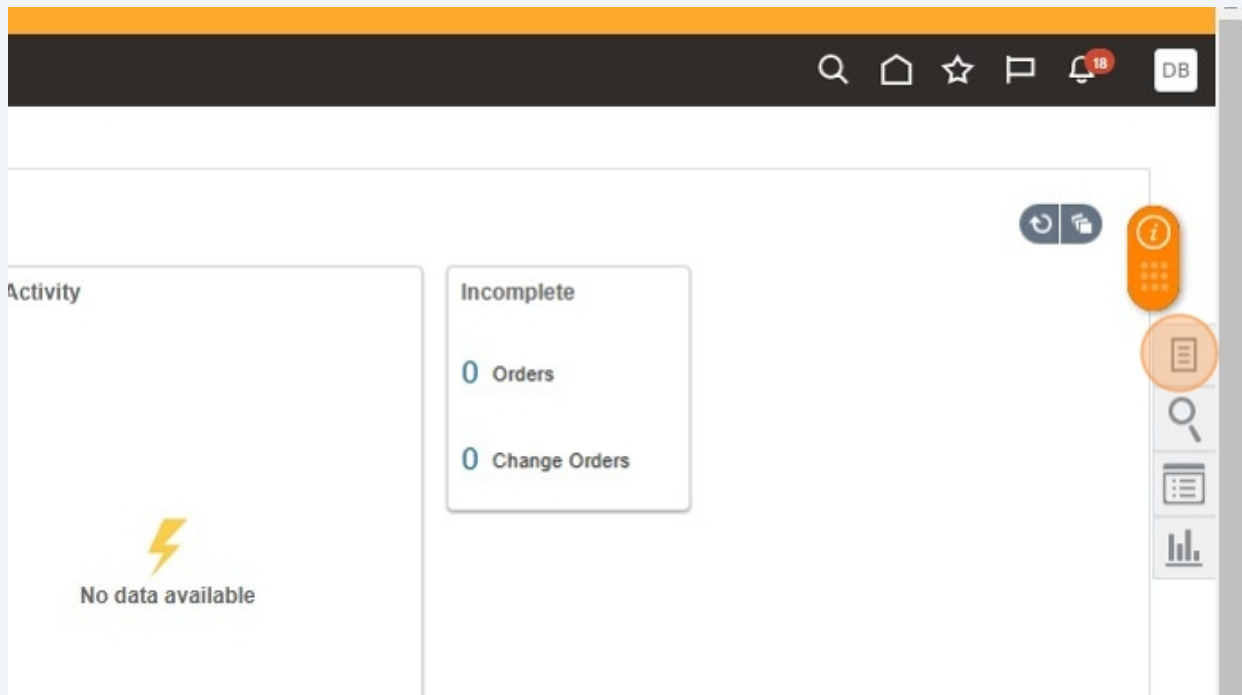 18
DB
Activity
Incomplete
0 Orders
0 Change Orders
No data available